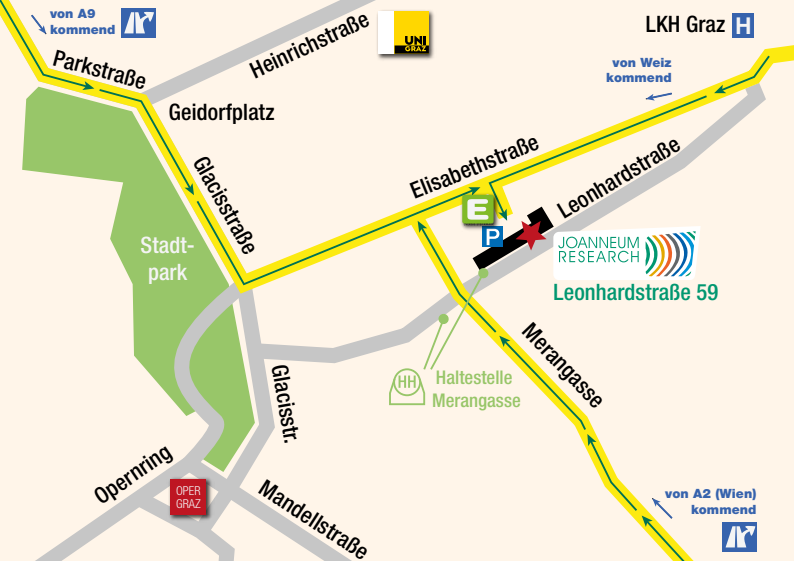 von A9
kommend
Parkstraße
Heinrichstraße
UNI
GRAZ
LKH Graz H
von Weiz
kommend
Geidorfplatz
Glacisstraße
Elisabethstraße
Leonhardstraße
E
P
Stadt-
park
JOANNEUM
RESEARCH
Leonhardstraße 59
Merangasse
HH
Haltestelle
Merangasse
Glacisstr.
Opernring
OPER
GRAZ
Mandellstraße
von A2 (Wien)
kommend